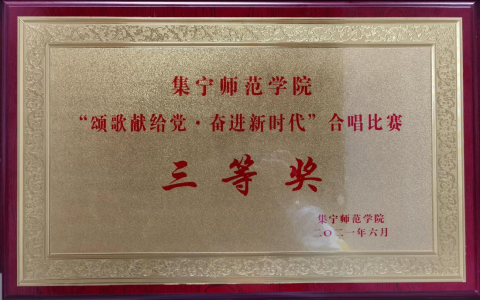 集宁师范学院
“颂歌献给党·奋进新时代”合唱比赛
三等奖
集宁师范学院
二〇二一年六月